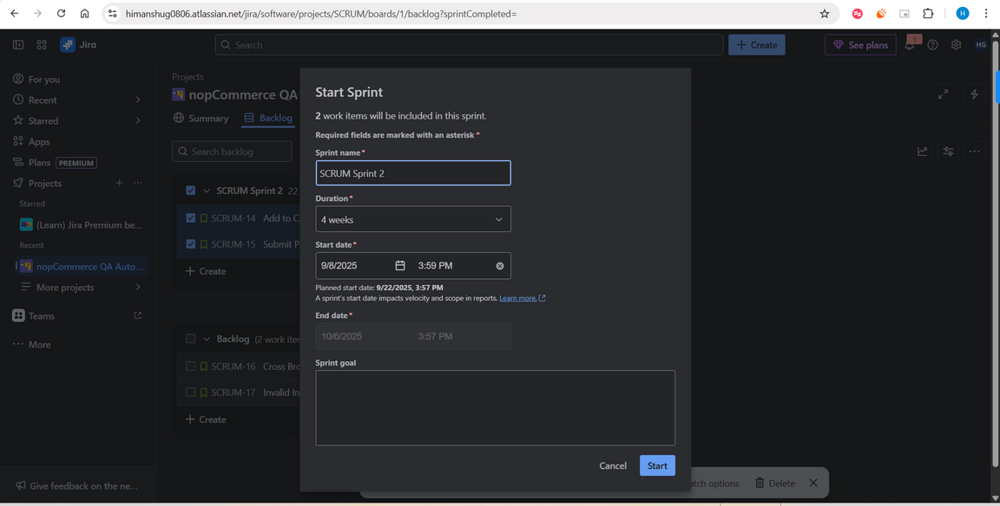 himanshug0806.atlassian.net/jira/software/projects/SCRUM/boards/1/backlog?sprintCompleted=
H
Jira
Search
Create
See plans
1
HG
For you
Recent
Starred
Apps
Plans PREMIUM
Projects
Starred
(Learn) Jira Premium be...
Recent
nopCommerce QA Auto...
More projects
Teams
More
Give feedback on the ne...
Projects
nopCommerce QA
Summary
Backlog
Search backlog
SCRUM Sprint 2 22
SCRUM-14 Add to C
SCRUM-15 Submit P
Create
Backlog (2 work iter
SCRUM-16 Cross Bro
SCRUM-17 Invalid In
Create
Start Sprint
2 work items will be included in this sprint.
Required fields are marked with an asterisk *
Sprint name*
SCRUM Sprint 2
Duration*
4 weeks
Start date*
9/8/2025 3:59 PM
Planned start date: 9/22/2025, 3:57 PM
A sprint's start date impacts velocity and scope in reports. Learn more.
End date*
10/6/2025 3:57 PM
Sprint goal
Cancel
Start
options
Delete